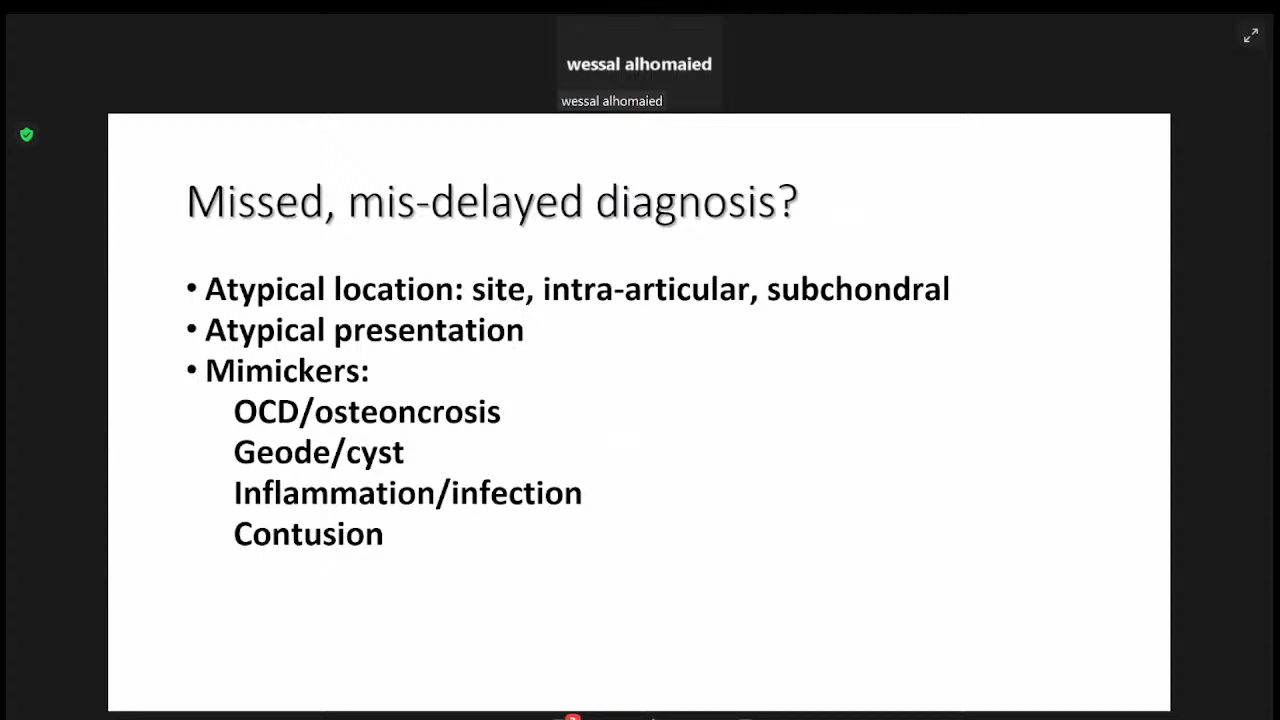 wessal alhomaied
wessal alhomaied
Missed, mis-delayed diagnosis?
• Atypical location: site, intra-articular, subchondral
• Atypical presentation
• Mimickers:
OCD/osteoncrosis
Geode/cyst
Inflammation/infection
Contusion